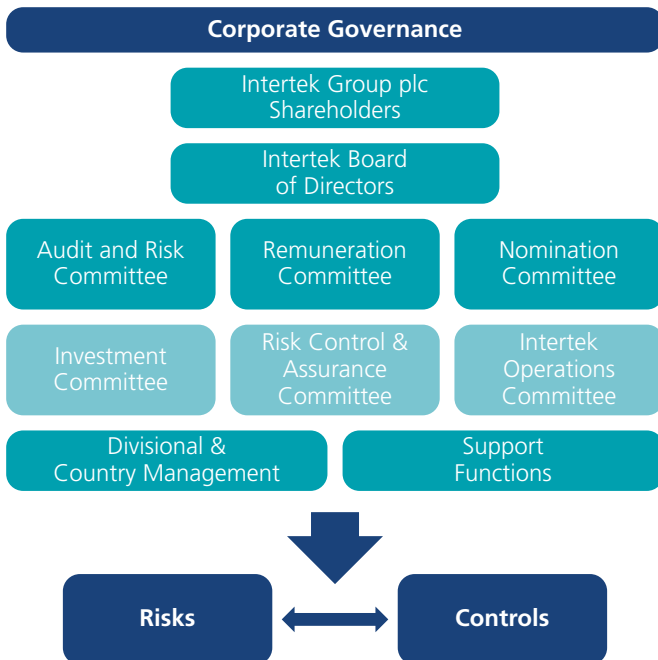 Corporate Governance
Intertek Group plc
Shareholders
Intertek Board
of Directors
Audit and Risk
Committee
Remuneration
Committee
Nomination
Committee
Investment
Committee
Risk Control &
Assurance
Committee
Intertek
Operations
Committee
Divisional &
Country Management
Support
Functions
Risks
Controls